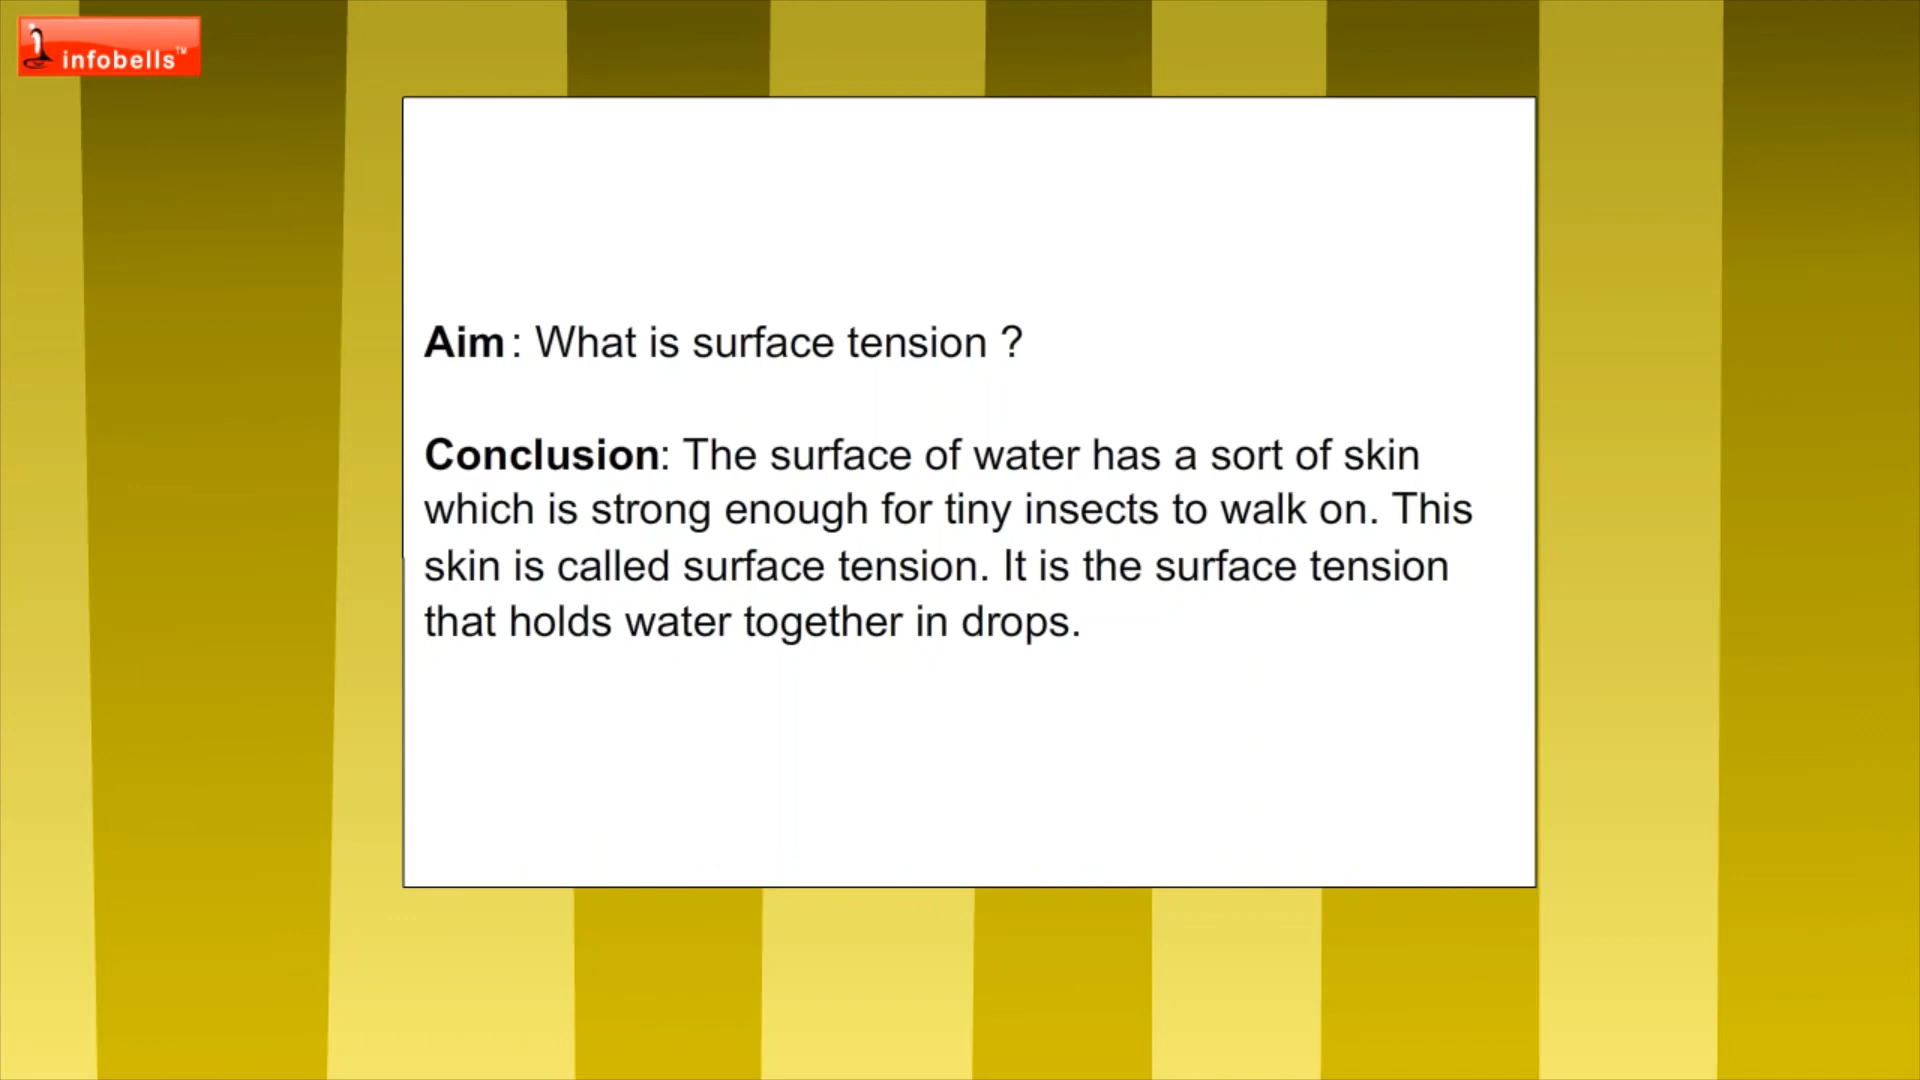 infobells™
Aim : What is surface tension ?
Conclusion: The surface of water has a sort of skin
which is strong enough for tiny insects to walk on. This
skin is called surface tension. It is the surface tension
that holds water together in drops.